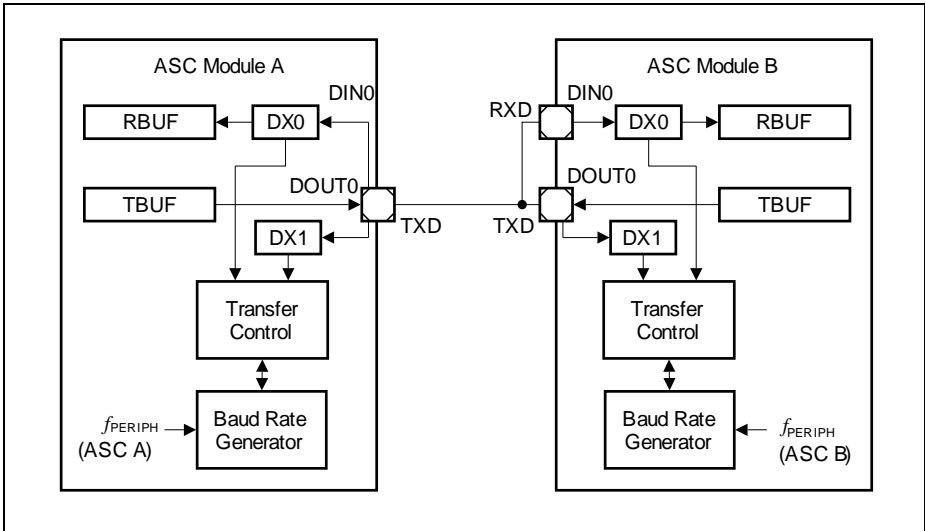 ASC Module A
DIN0
RBUF
DX0
DOUT0
TBUF
TXD
DX1
Transfer
Control
Baud Rate
Generator
fPERIPH
(ASC A)
ASC Module B
RXD
DIN0
DX0
RBUF
DOUT0
TXD
TBUF
DX1
Transfer
Control
Baud Rate
Generator
fPERIPH
(ASC B)